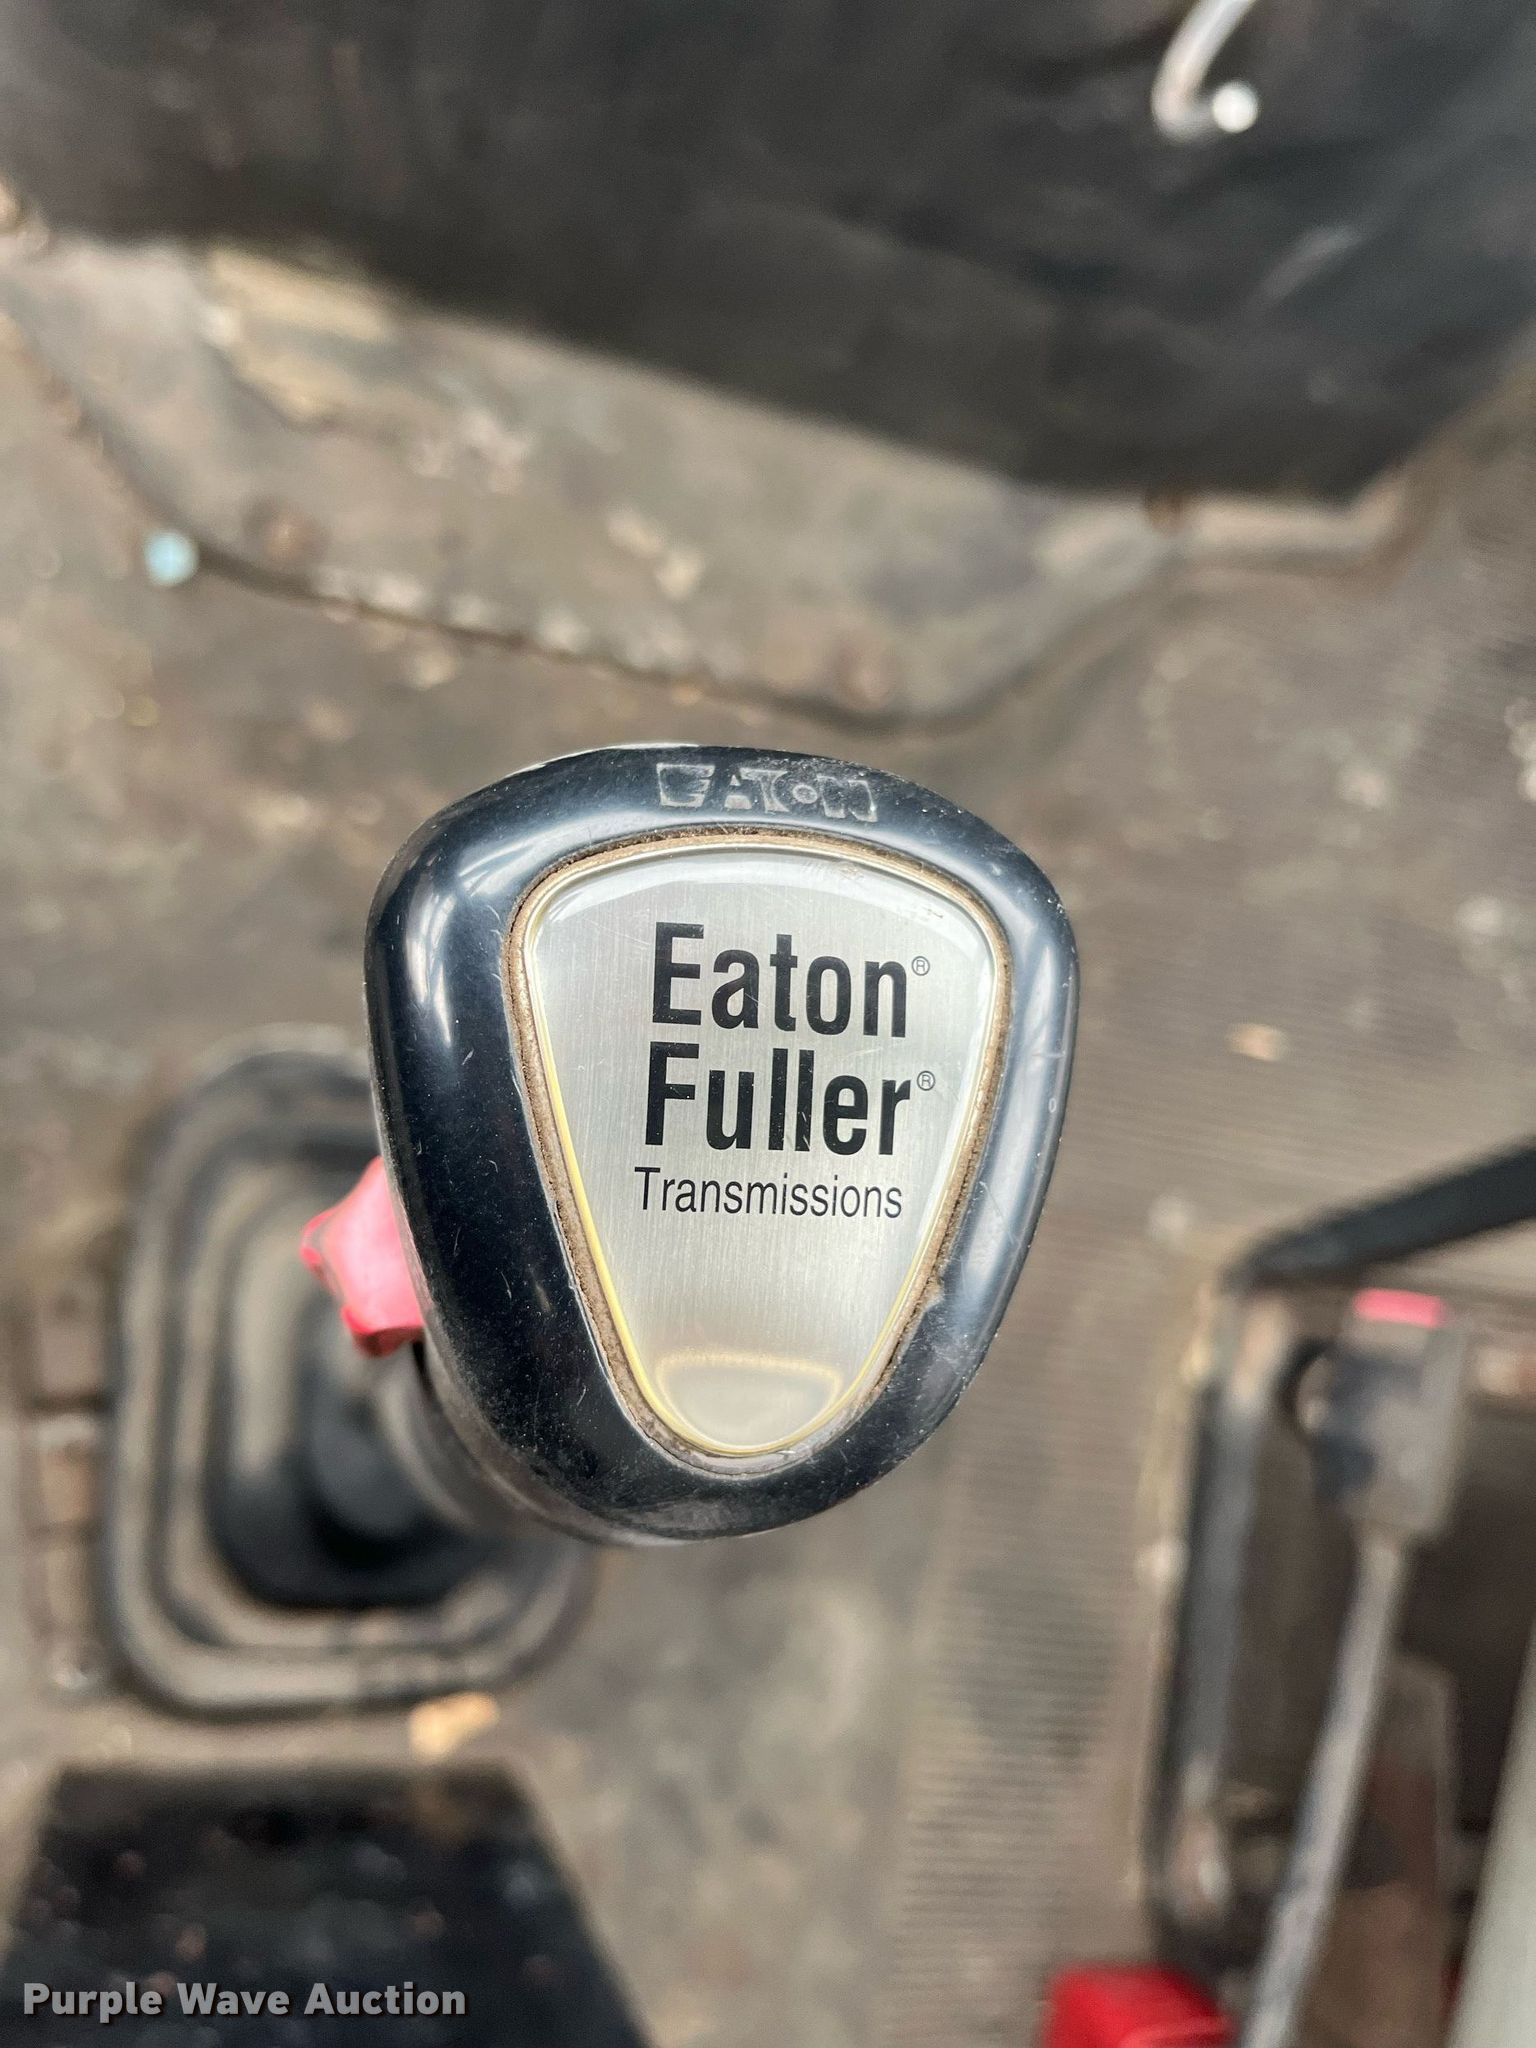 EATON
Eaton®
Fuller®
Transmissions
Purple Wave Auction